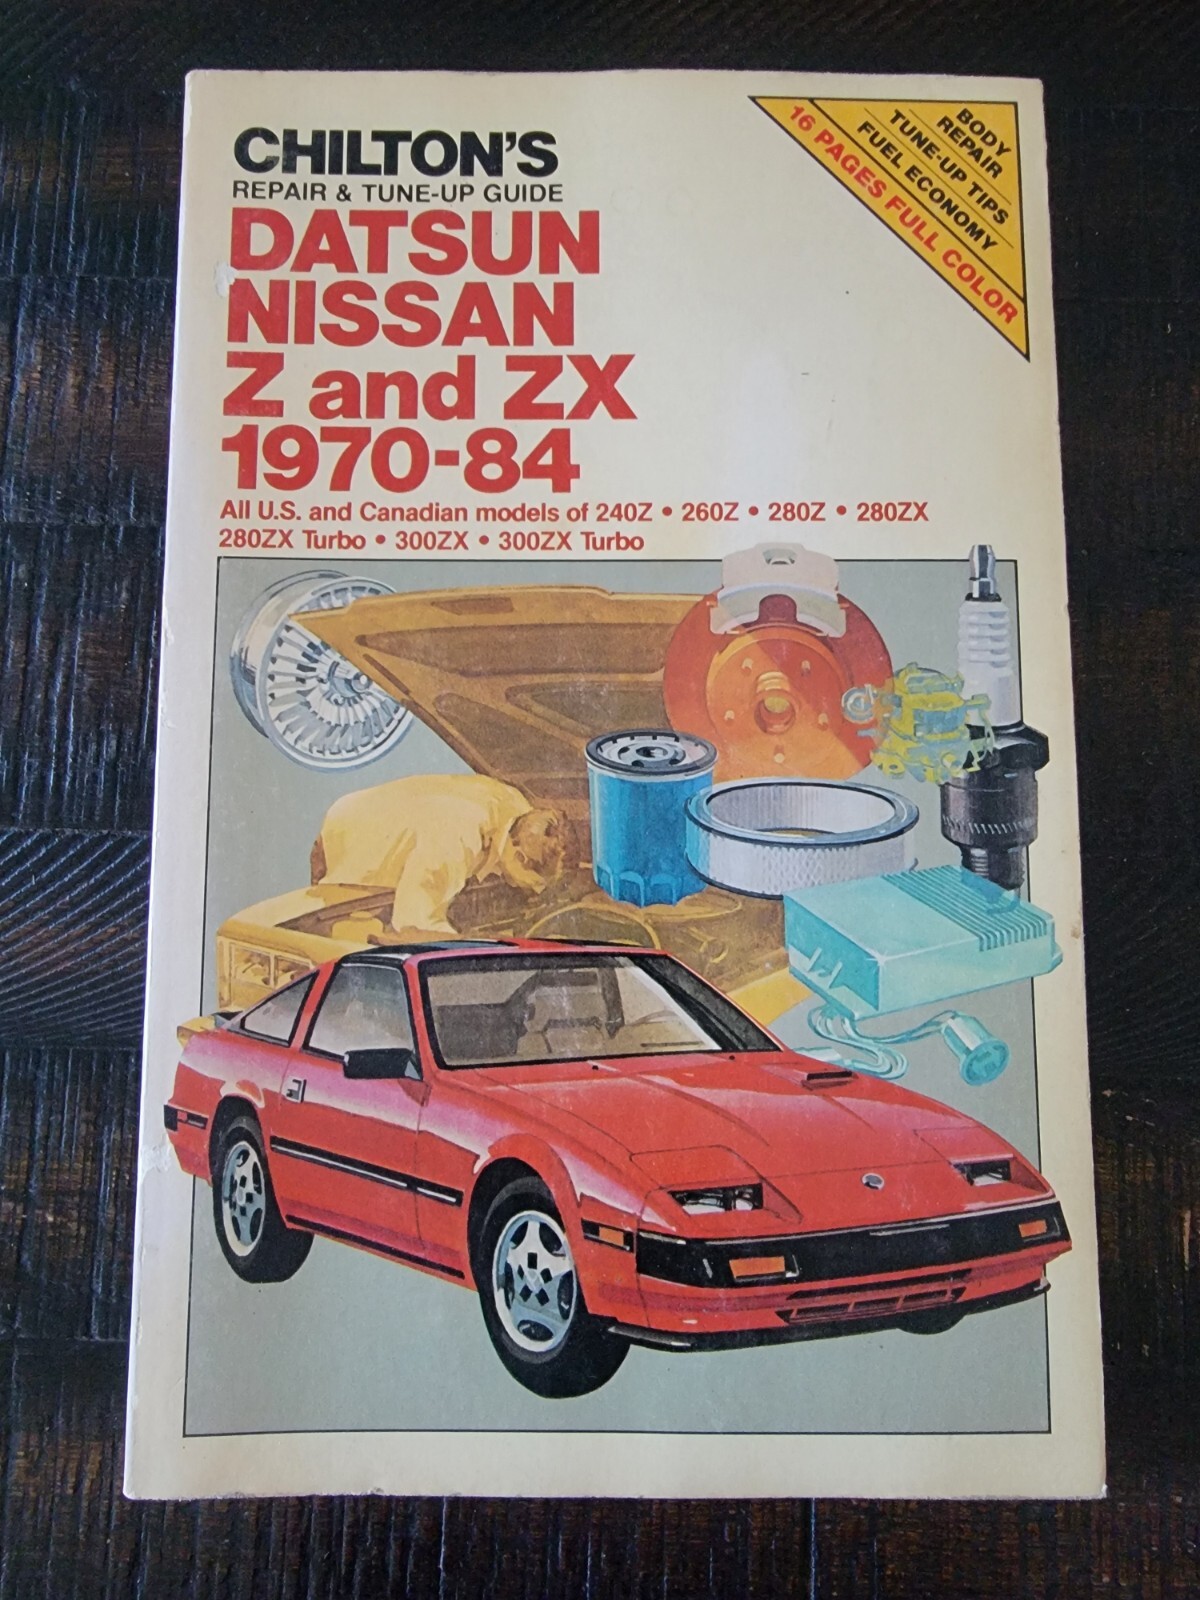 CHILTON'S
REPAIR & TUNE-UP GUIDE
DATSUN
NISSAN
Z and ZX
1970-84
All U.S. and Canadian models of 240Z • 260Z • 280Z • 280ZX
280ZX Turbo • 300ZX • 300ZX Turbo
BODY
REPAIR
TUNE-UP TIPS
FUEL ECONOMY
16 PAGES FULL COLOR